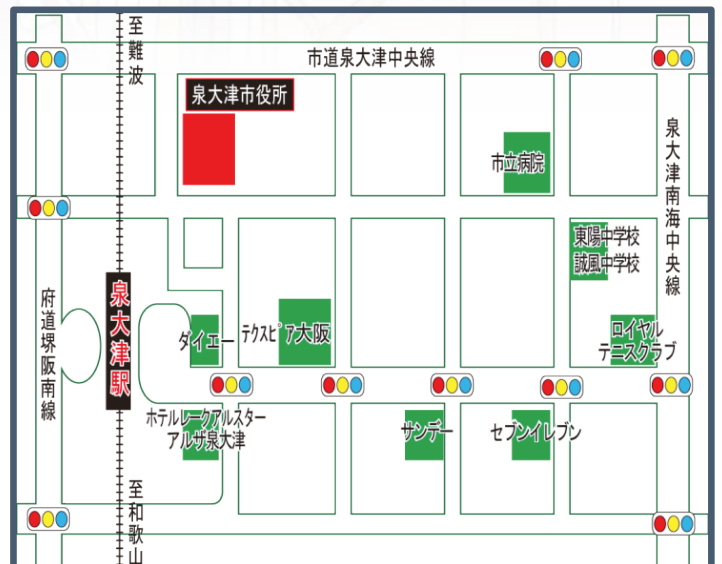 至難波
市道泉大津中央線
泉大津市役所
市立病院
泉大津南海中央線
東陽中学校
誠風中学校
府道堺阪南線
泉大津駅
ダイエー
テクスピア大阪
ロイヤル
テニスクラブ
ホテルレークアルスター
アルザ泉大津
サンデー
セブンイレブン
至和歌山